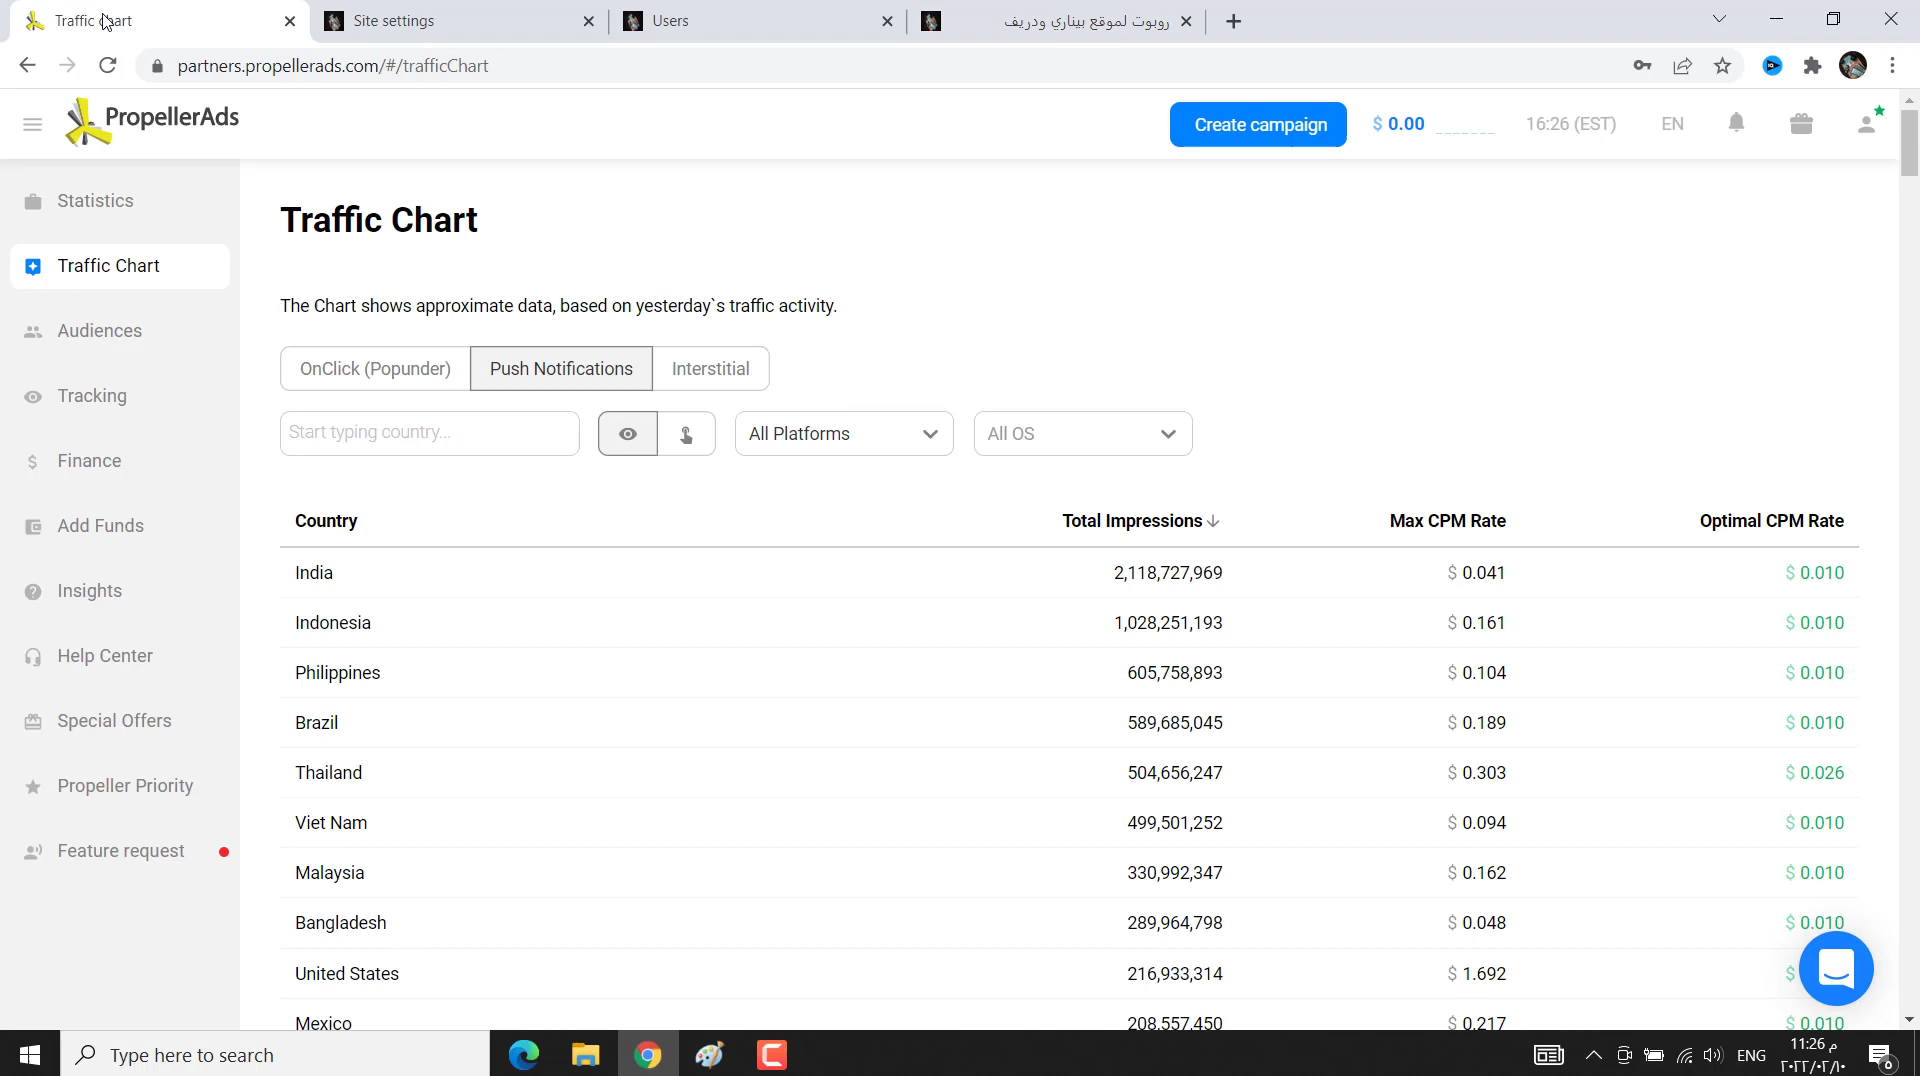 Traffic Chart
Site settings
Users
روبوت لموقع بيناري ودريف
partners.propellerads.com/#/trafficChart
PropellerAds
Create campaign
$ 0.00
16:26 (EST)
EN
Statistics
Traffic Chart
Audiences
Tracking
Finance
Add Funds
Insights
Help Center
Special Offers
Propeller Priority
Feature request
Traffic Chart
The Chart shows approximate data, based on yesterday`s traffic activity.
OnClick (Popunder) Push Notifications Interstitial
Start typing country... All Platforms All OS
Country Total Impressions Max CPM Rate Optimal CPM Rate
India 2,118,727,969 $ 0.041 $ 0.010
Indonesia 1,028,251,193 $ 0.161 $ 0.010
Philippines 605,758,893 $ 0.104 $ 0.010
Brazil 589,685,045 $ 0.189 $ 0.010
Thailand 504,656,247 $ 0.303 $ 0.026
Viet Nam 499,501,252 $ 0.094 $ 0.010
Malaysia 330,992,347 $ 0.162 $ 0.010
Bangladesh 289,964,798 $ 0.048 $ 0.010
United States 216,933,314 $ 1.692 $
Mexico 208,557,450 $ 0.217 $ 0.010
Type here to search
ENG
11:26 م